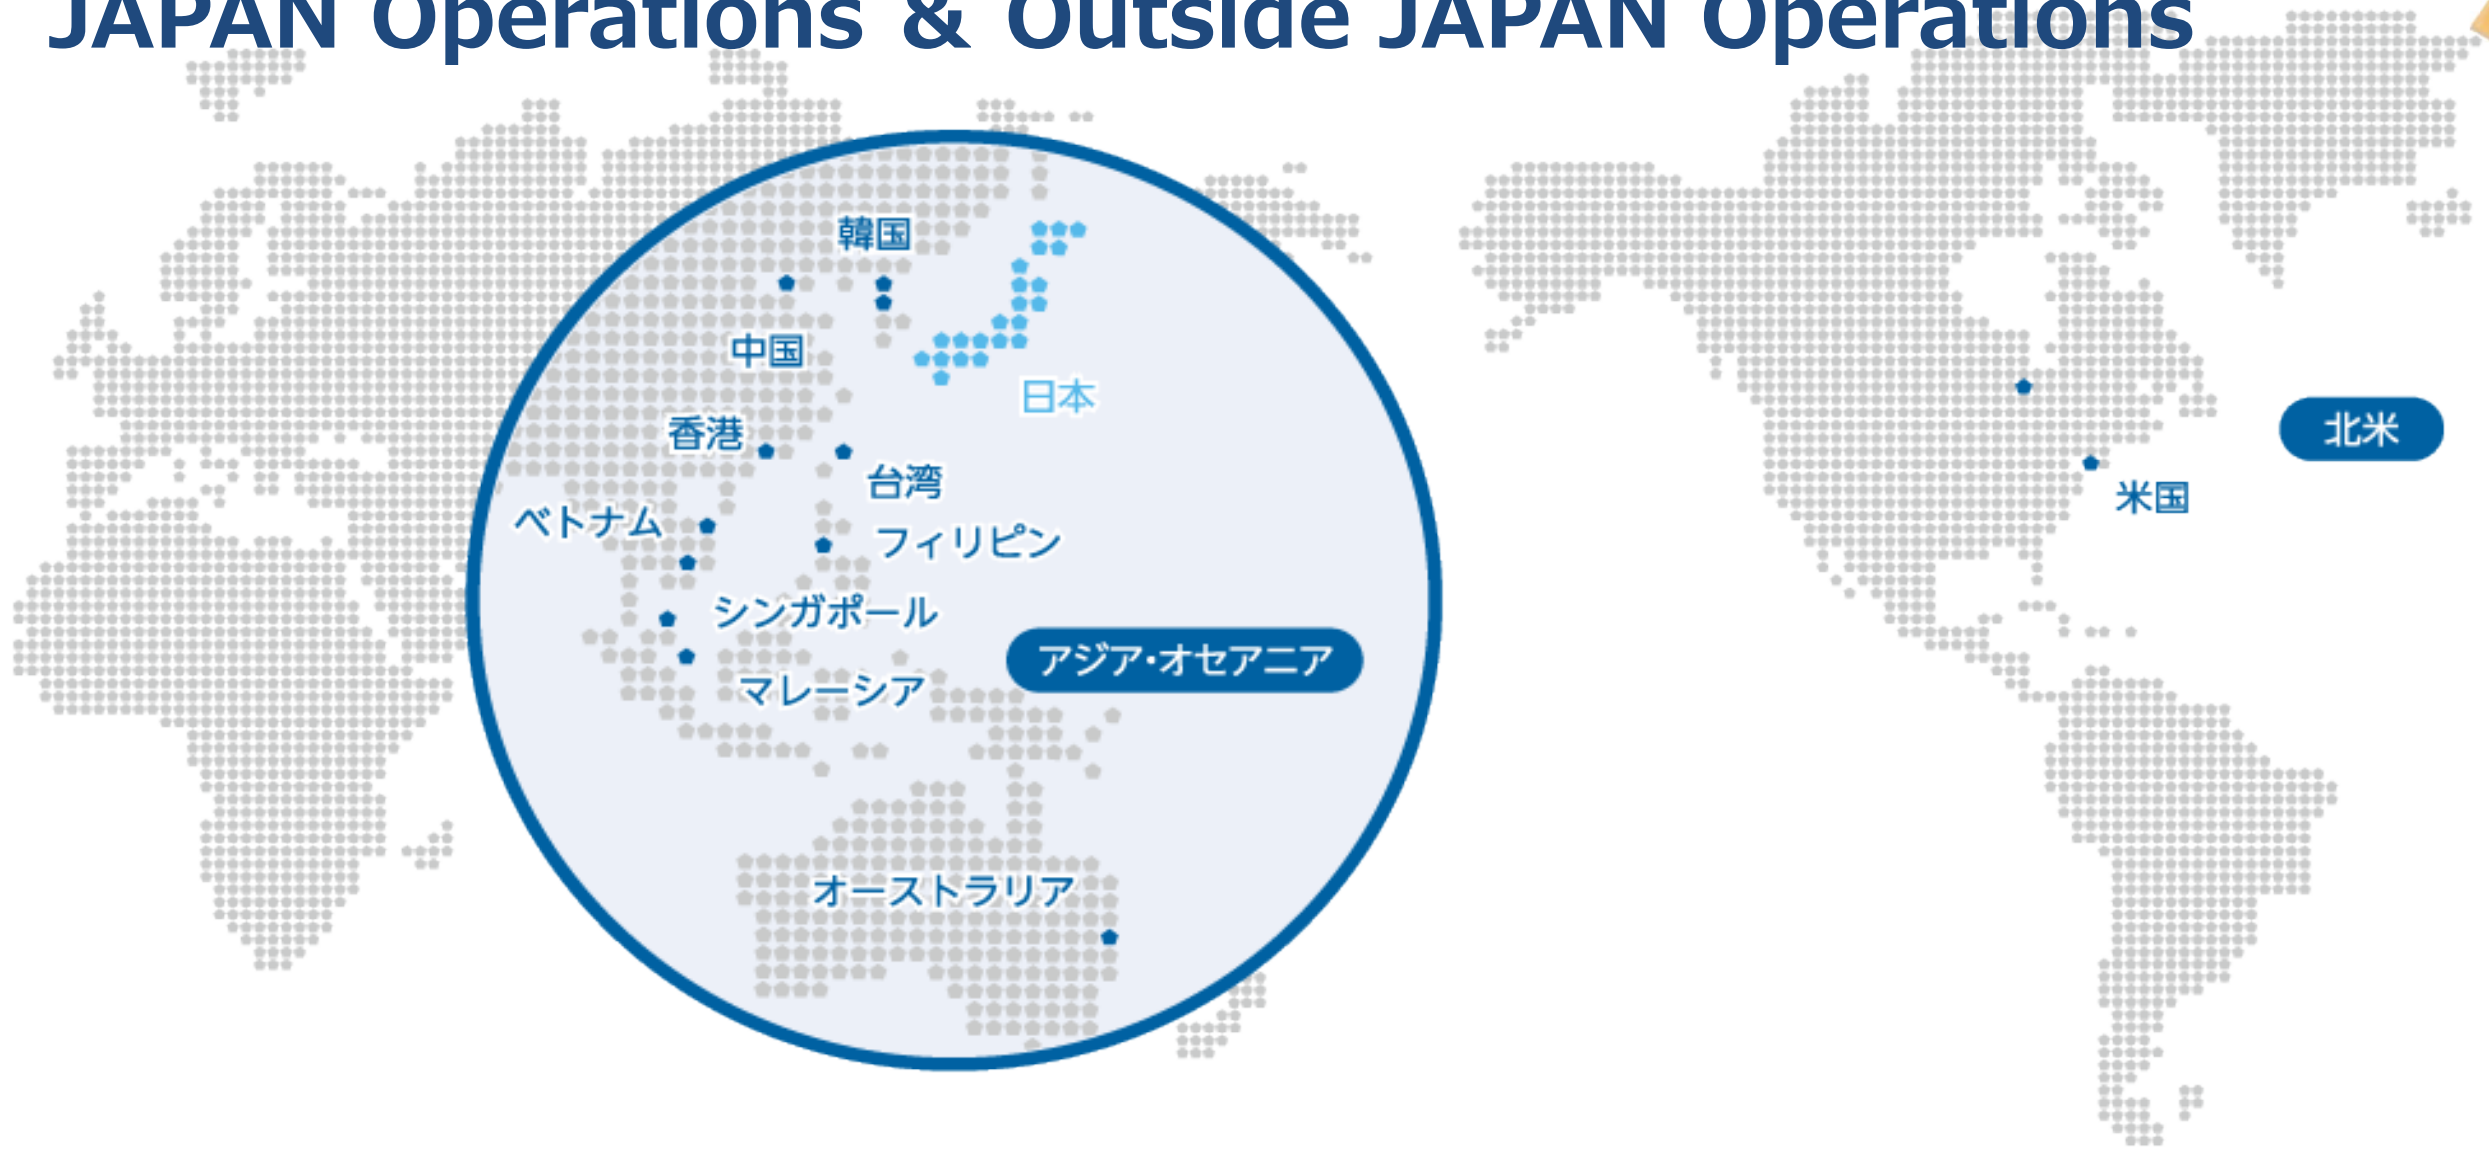 JAPAN Operations & Outside JAPAN Operations
韓国
中国
日本
香港
台湾
ベトナム
フィリピン
シンガポール
アジア・オセアニア
マレーシア
オーストラリア
北米
米国